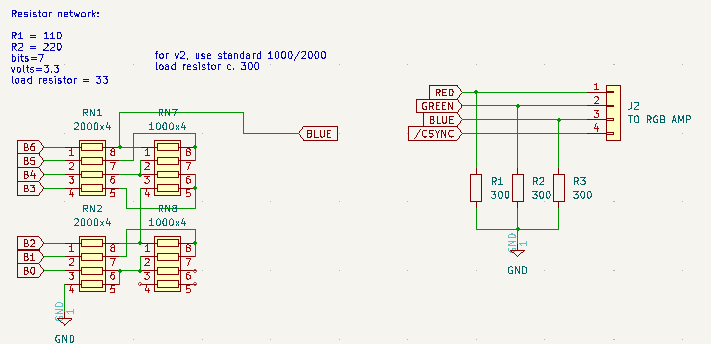 Resistor network:
R1 = 110
R2 = 220
bits=7
volts=3.3
load resistor = 33
for v2, use standard 1000/2000
load resistor c. 300
RN1
2000x4
RN7
1000x4
BLUE
B6
B5
B4
B3
1
2
3
4
8
7
6
5
1
2
3
4
8
7
6
5
RN2
2000x4
RN8
1000x4
B2
B1
B0
1
2
3
4
8
7
6
5
1
2
3
4
8
7
6
5
GND
1
GND
RED
GREEN
BLUE
/CSYNC
1
2
3
4
J2
TO RGB AMP
R1
300
R2
300
R3
300
GND
1
GND